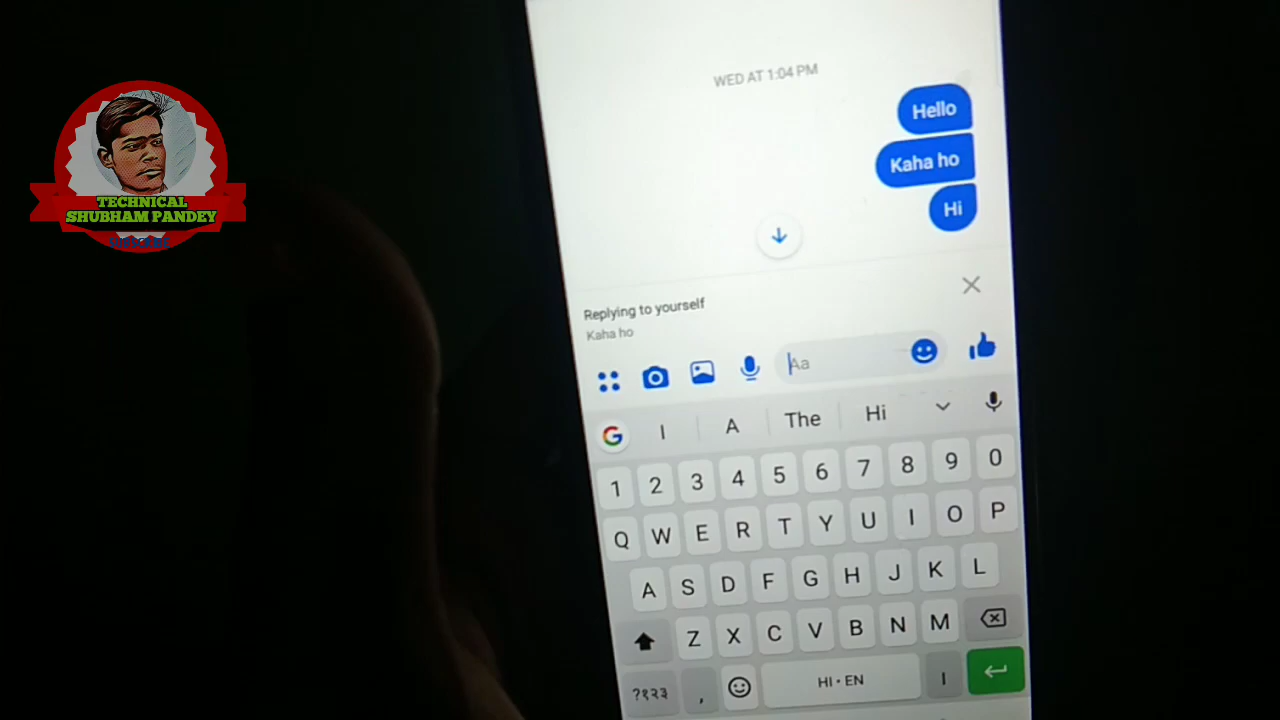 TECHNICAL
SHUBHAM PANDEY
SUBSCRIBE
WED AT 1:04 PM
Hello
Kaha ho
Hi
Replying to yourself
Kaha ho
Aa
G I A The Hi
1 2 3 4 5 6 7 8 9 0
Q W E R T Y U I O P
A S D F G H J K L
Z X C V B N M
?१२३ , HI • EN ।